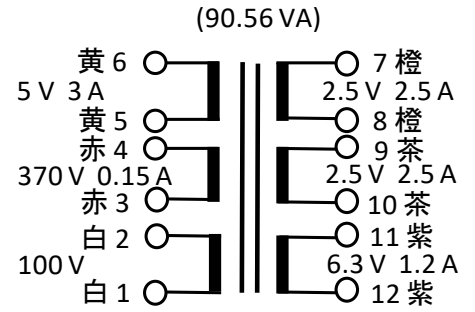 (90.56 VA)
黄 6
7 橙
5 V 3 A
2.5 V 2.5 A
黄 5
8 橙
赤 4
9 茶
370 V 0.15 A
2.5 V 2.5 A
赤 3
10 茶
白 2
11 紫
100 V
6.3 V 1.2 A
白 1
12 紫